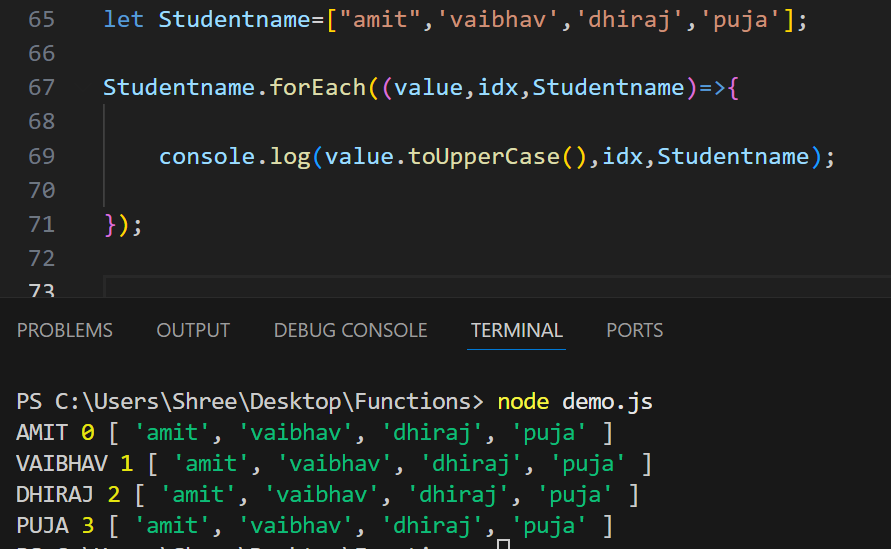 65 let Studentname=["amit",'vaibhav','dhiraj','puja'];
66
67 Studentname.forEach((value,idx,Studentname)=>{
68
69 console.log(value.toUpperCase(),idx,Studentname);
70
71 });
72
73
PROBLEMS OUTPUT DEBUG CONSOLE TERMINAL PORTS
PS C:\Users\Shree\Desktop\Functions> node demo.js
AMIT 0 [ 'amit', 'vaibhav', 'dhiraj', 'puja' ]
VAIBHAV 1 [ 'amit', 'vaibhav', 'dhiraj', 'puja' ]
DHIRAJ 2 [ 'amit', 'vaibhav', 'dhiraj', 'puja' ]
PUJA 3 [ 'amit', 'vaibhav', 'dhiraj', 'puja' ]